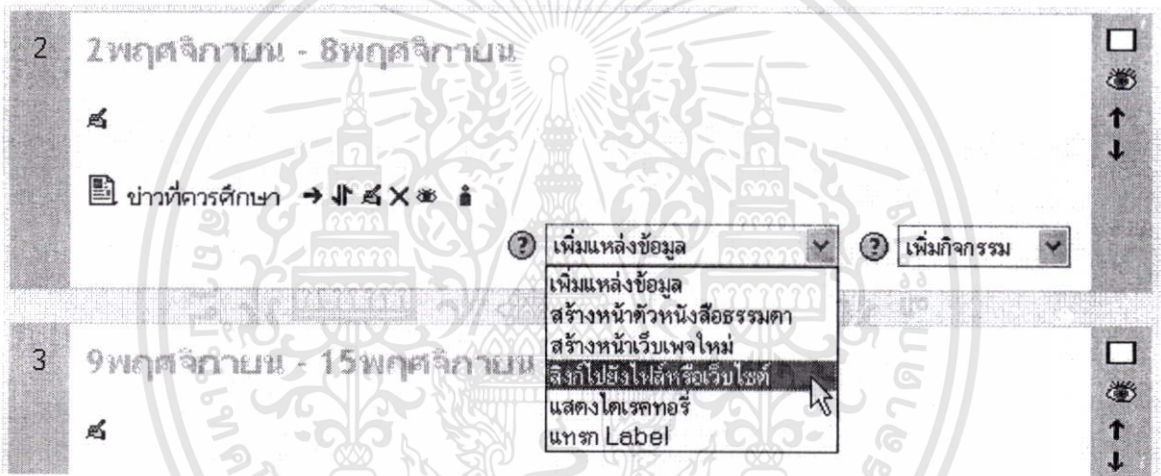 2 2 พฤศจิกายน - 8 พฤศจิกายน
ข่าวที่ควรศึกษา
เพิ่มแหล่งข้อมูล เพิ่มกิจกรรม
เพิ่มแหล่งข้อมูล
สร้างหน้าตัวหนังสือธรรมดา
สร้างหน้าเว็บเพจใหม่
3 9 พฤศจิกายน - 15 พฤศจิกายน
ลิงก์ไปยังไฟล์หรือเว็บไซต์
แสดงไดเรคทอรี่
แทรก Label